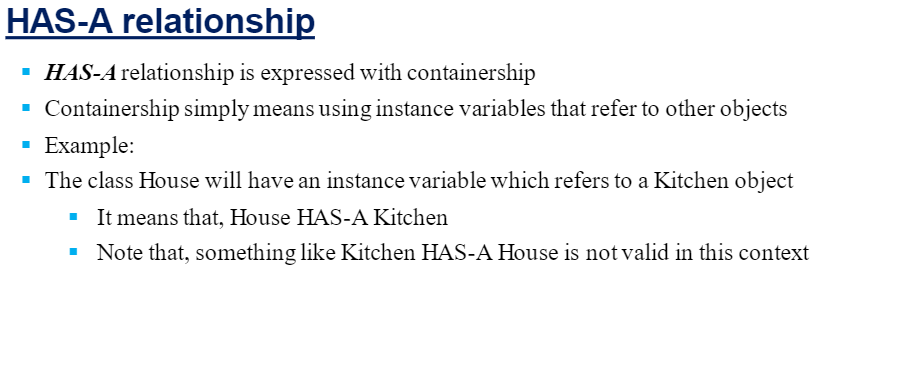 HAS-A relationship
HAS-A relationship is expressed with containership
Containership simply means using instance variables that refer to other objects
Example:
The class House will have an instance variable which refers to a Kitchen object
It means that, House HAS-A Kitchen
Note that, something like Kitchen HAS-A House is not valid in this context